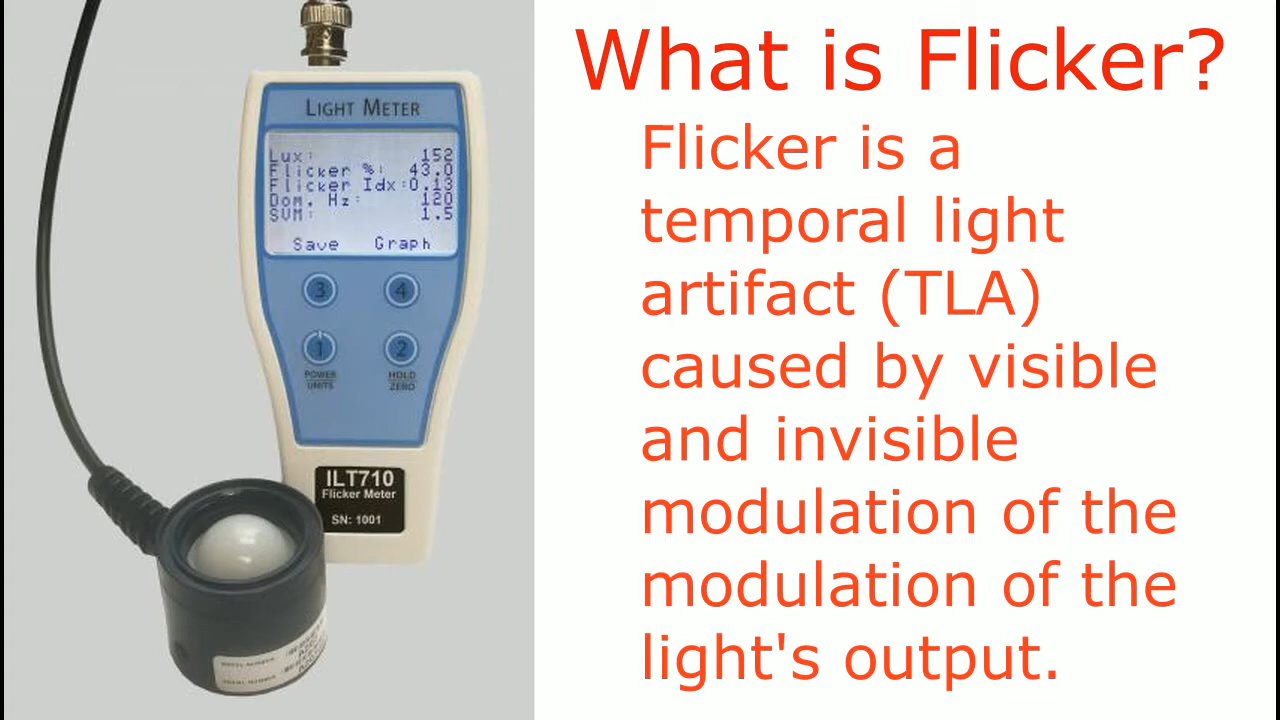 What is Flicker?
Flicker is a
temporal light
artifact (TLA)
caused by visible
and invisible
modulation of the
modulation of the
light's output.
LIGHT METER
Lux: 152
Flicker %: 43.0
Flicker Idx:0.13
Dom. Hz: 120
SVM: 1.5
Save Graph
3 4
1 2
POWER HOLD
UNITS ZERO
ILT710
Flicker Meter
SN: 1001